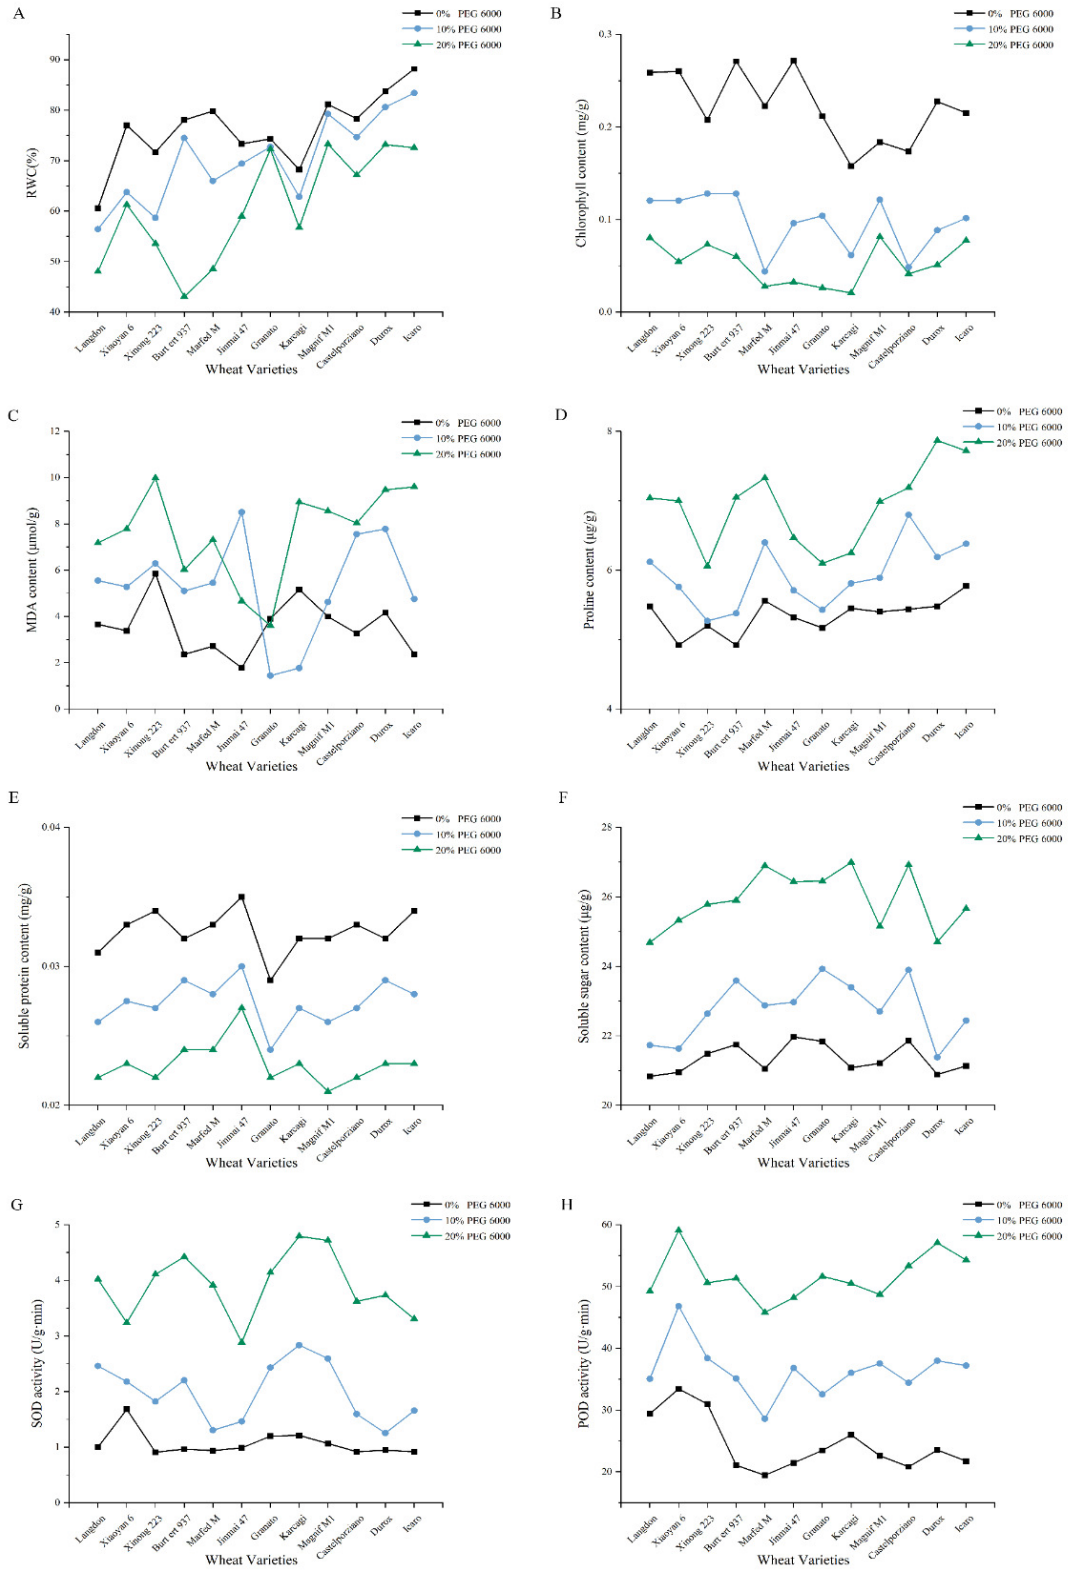 A
0% PEG 6000
10% PEG 6000
20% PEG 6000
90
80
70
60
50
40
RWC(%)
Langdon
Xiaoyan 6
Xinong 223
Burt ert 937
Marfed M
Jinmai 47
Granato
Karcagi
Magnif M1
Castelporziano
Durox
Icaro
Wheat Varieties
B
0% PEG 6000
10% PEG 6000
20% PEG 6000
0.3
0.2
0.1
0.0
Chlorophyll content (mg/g)
Langdon
Xiaoyan 6
Xinong 223
Burt ert 937
Marfed M
Jinmai 47
Granato
Karcagi
Magnif M1
Castelporziano
Durox
Icaro
Wheat Varieties
C
0% PEG 6000
10% PEG 6000
20% PEG 6000
12
10
8
6
4
2
0
MDA content (μmol/g)
Langdon
Xiaoyan 6
Xinong 223
Burt ert 937
Marfed M
Jinmai 47
Granato
Karcagi
Magnif M1
Castelporziano
Durox
Icaro
Wheat Varieties
D
0% PEG 6000
10% PEG 6000
20% PEG 6000
8
6
4
Proline content (μg/g)
Langdon
Xiaoyan 6
Xinong 223
Burt ert 937
Marfed M
Jinmai 47
Granato
Karcagi
Magnif M1
Castelporziano
Durox
Icaro
Wheat Varieties
E
0% PEG 6000
10% PEG 6000
20% PEG 6000
0.04
0.03
0.02
Soluble protein content (mg/g)
Langdon
Xiaoyan 6
Xinong 223
Burt ert 937
Marfed M
Jinmai 47
Granato
Karcagi
Magnif M1
Castelporziano
Durox
Icaro
Wheat Varieties
F
0% PEG 6000
10% PEG 6000
20% PEG 6000
28
26
24
22
20
Soluble sugar content (μg/g)
Langdon
Xiaoyan 6
Xinong 223
Burt ert 937
Marfed M
Jinmai 47
Granato
Karcagi
Magnif M1
Castelporziano
Durox
Icaro
Wheat Varieties
G
0% PEG 6000
10% PEG 6000
20% PEG 6000
5
4
3
2
1
0
SOD activity (U/g·min)
Langdon
Xiaoyan 6
Xinong 223
Burt ert 937
Marfed M
Jinmai 47
Granato
Karcagi
Magnif M1
Castelporziano
Durox
Icaro
Wheat Varieties
H
0% PEG 6000
10% PEG 6000
20% PEG 6000
60
50
40
30
20
POD activity (U/g·min)
Langdon
Xiaoyan 6
Xinong 223
Burt ert 937
Marfed M
Jinmai 47
Granato
Karcagi
Magnif M1
Castelporziano
Durox
Icaro
Wheat Varieties